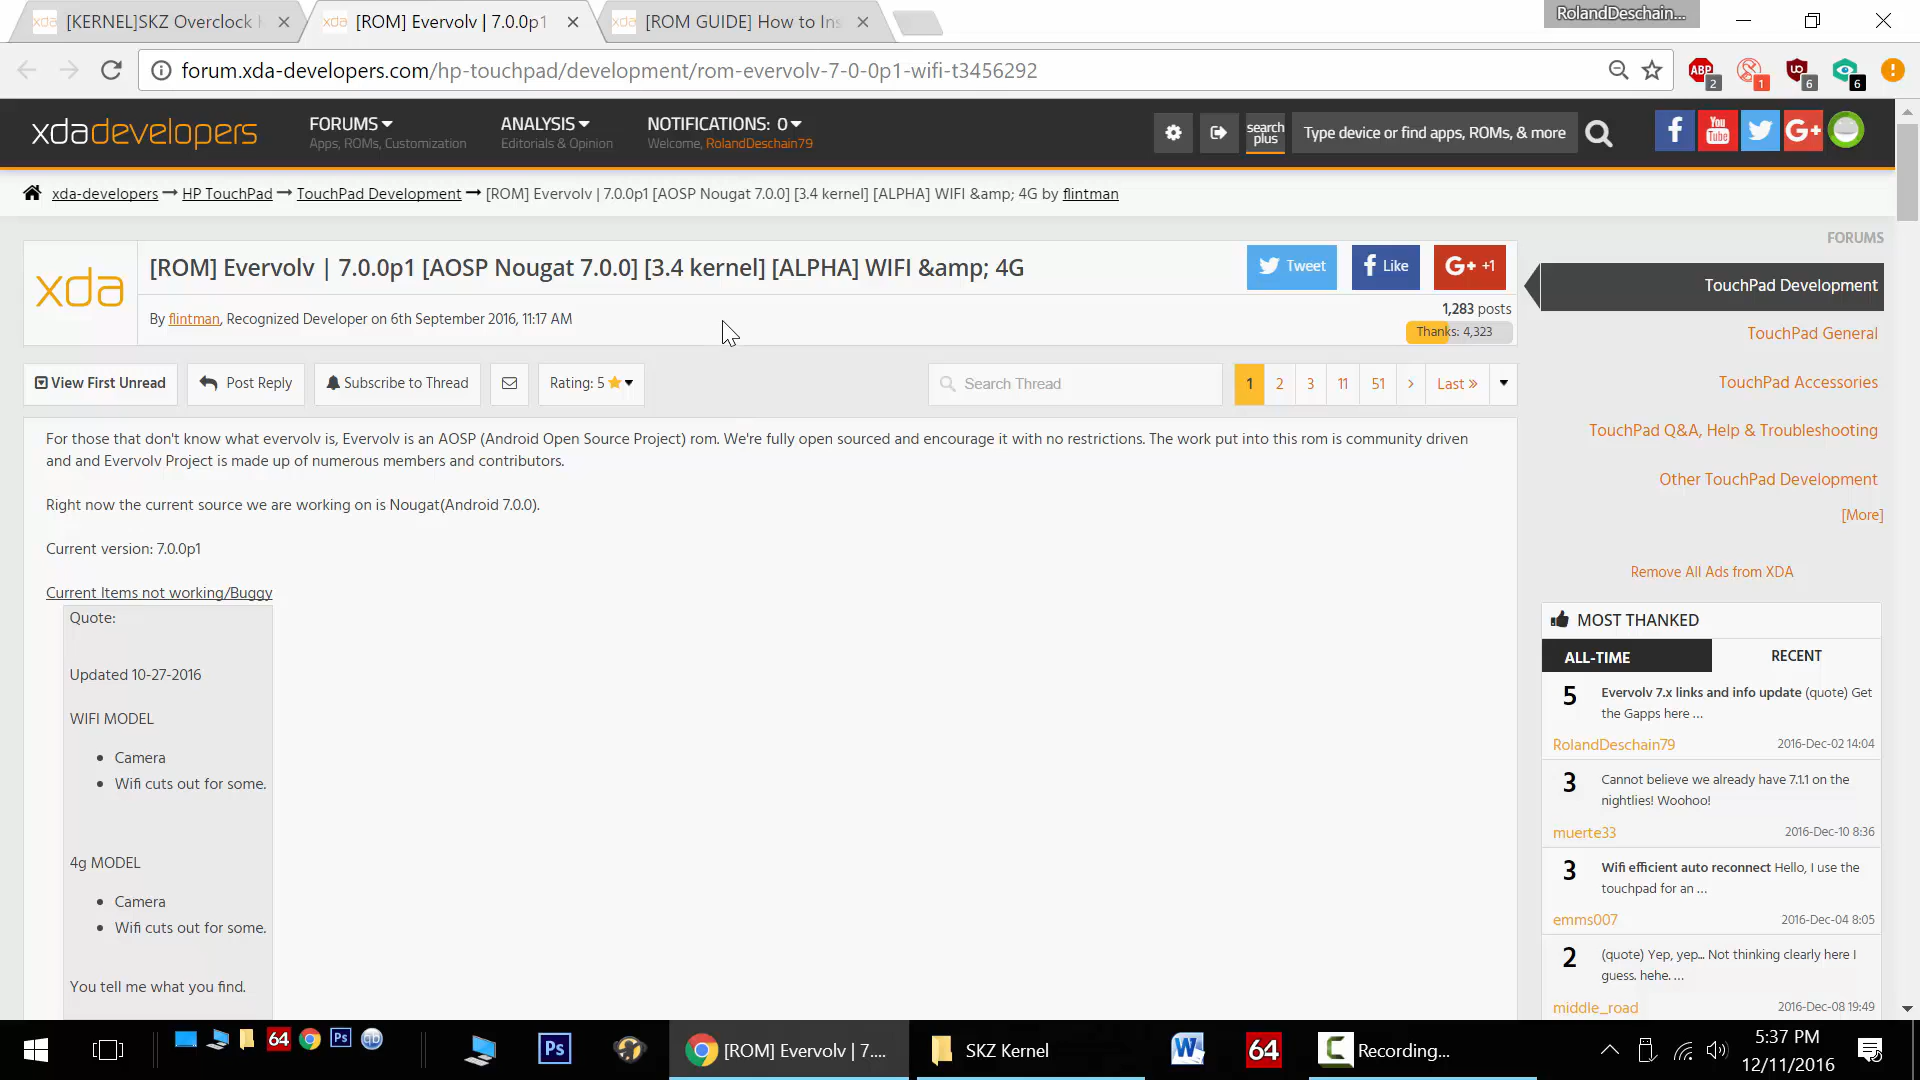 [KERNEL]SKZ Overclock
[ROM] Evervolv | 7.0.0p1
[ROM GUIDE] How to Ins
RolandDeschain...
forum.xda-developers.com/hp-touchpad/development/rom-evervolv-7-0-0p1-wifi-t3456292
ABP 2
1
6
6
xdadevelopers
FORUMS
Apps, ROMs, Customization
ANALYSIS
Editorials & Opinion
NOTIFICATIONS: 0
Welcome, RolandDeschain79
search plus
Type device or find apps, ROMs, & more
You Tube
G+
xda-developers → HP TouchPad → TouchPad Development → [ROM] Evervolv | 7.0.0p1 [AOSP Nougat 7.0.0] [3.4 kernel] [ALPHA] WIFI &amp; 4G by flintman
xda
[ROM] Evervolv | 7.0.0p1 [AOSP Nougat 7.0.0] [3.4 kernel] [ALPHA] WIFI &amp; 4G
Tweet
Like
G+ +1
By flintman, Recognized Developer on 6th September 2016, 11:17 AM
1,283 posts
Thanks: 4,323
View First Unread
Post Reply
Subscribe to Thread
Rating: 5
Search Thread
1 2 3 11 51 > Last »
For those that don't know what evervolv is, Evervolv is an AOSP (Android Open Source Project) rom. We're fully open sourced and encourage it with no restrictions. The work put into this rom is community driven
and and Evervolv Project is made up of numerous members and contributors.
Right now the current source we are working on is Nougat(Android 7.0.0).
Current version: 7.0.0p1
Current Items not working/Buggy
Quote:
Updated 10-27-2016
WIFI MODEL
• Camera
• Wifi cuts out for some.
4g MODEL
• Camera
• Wifi cuts out for some.
You tell me what you find.
FORUMS
TouchPad Development
TouchPad General
TouchPad Accessories
TouchPad Q&A, Help & Troubleshooting
Other TouchPad Development
[More]
Remove All Ads from XDA
MOST THANKED
ALL-TIME
RECENT
5
Evervolv 7.x links and info update (quote) Get
the Gapps here ...
RolandDeschain79
2016-Dec-02 14:04
3
Cannot believe we already have 7.1.1 on the
nightlies! Woohoo!
muerte33
2016-Dec-10 8:36
3
Wifi efficient auto reconnect Hello, I use the
touchpad for an ...
emms007
2016-Dec-04 8:05
2
(quote) Yep, yep... Not thinking clearly here I
guess. hehe. ...
middle_road
2016-Dec-08 19:49
64
Ps
qb
Ps
[ROM] Evervolv | 7....
SKZ Kernel
W
64
C
Recording...
5:37 PM
12/11/2016